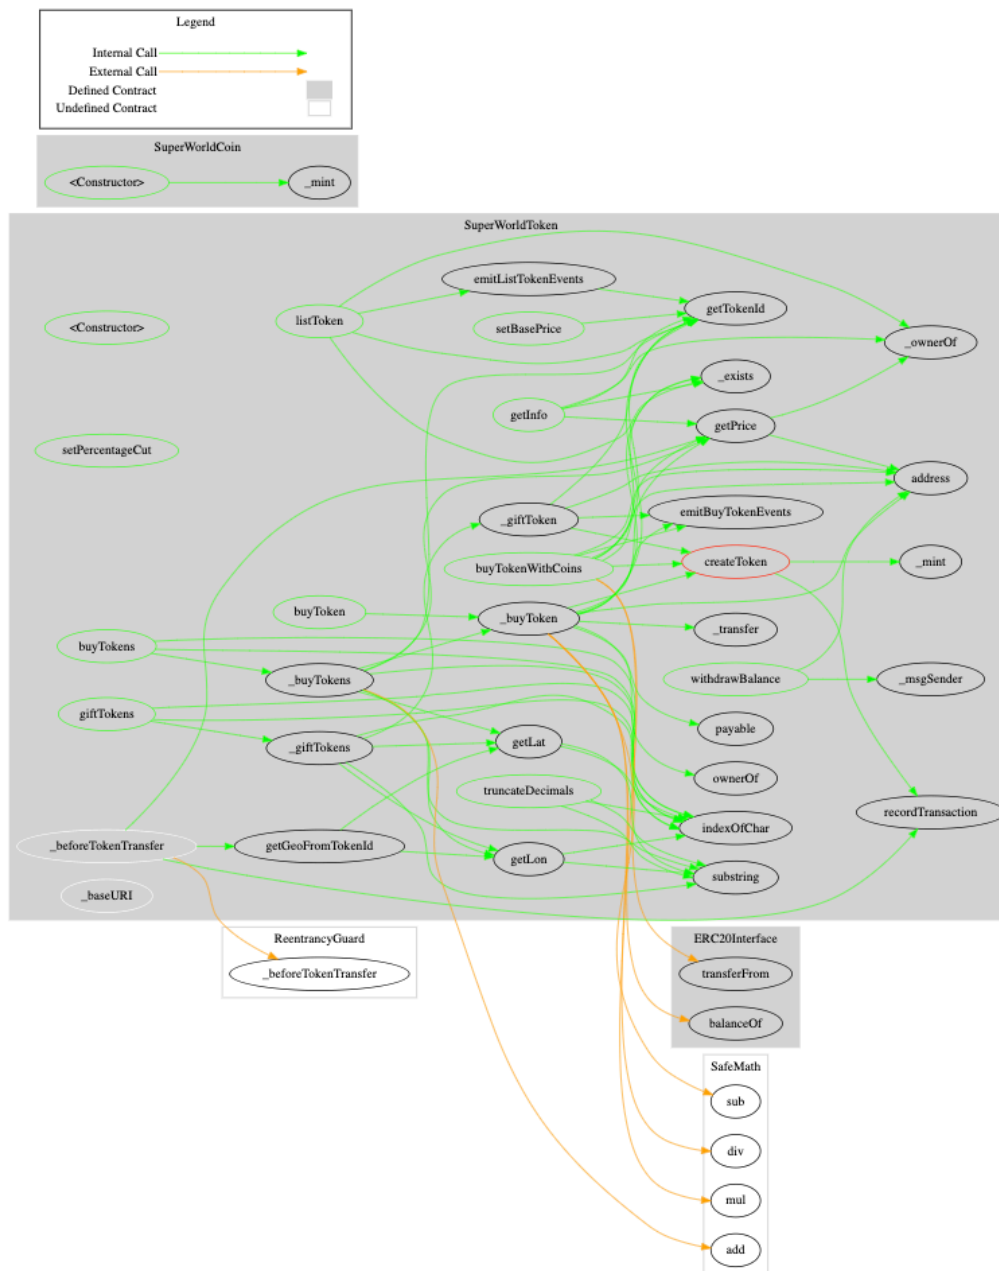 Legend
Internal Call
External Call
Defined Contract
Undefined Contract
SuperWorldCoin
<Constructor>
_mint
SuperWorldToken
emitListTokenEvents
<Constructor>
listToken
setBasePrice
getTokenId
_ownerOf
_exists
getInfo
getPrice
setPercentageCut
address
_giftToken
emitBuyTokenEvents
buyTokenWithCoins
createToken
_mint
buyToken
_buyToken
_transfer
buyTokens
_buyTokens
withdrawBalance
_msgSender
giftTokens
_giftTokens
getLat
payable
ownerOf
truncateDecimals
recordTransaction
indexOfChar
_beforeTokenTransfer
getGeoFromTokenId
getLon
substring
_baseURI
ReentrancyGuard
_beforeTokenTransfer
ERC20Interface
transferFrom
balanceOf
SafeMath
sub
div
mul
add